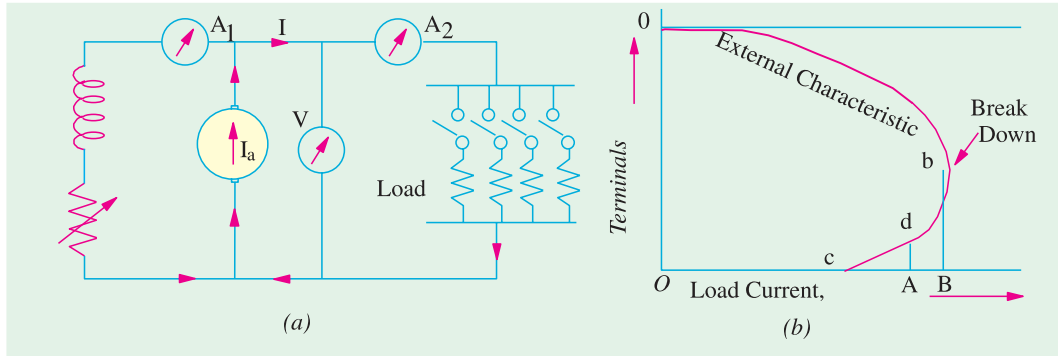 A1
I
A2
V
Ia
Load
(a)
0
External Characteristic
Break
Down
Terminals
b
d
c
O
Load Current,
A
B
(b)